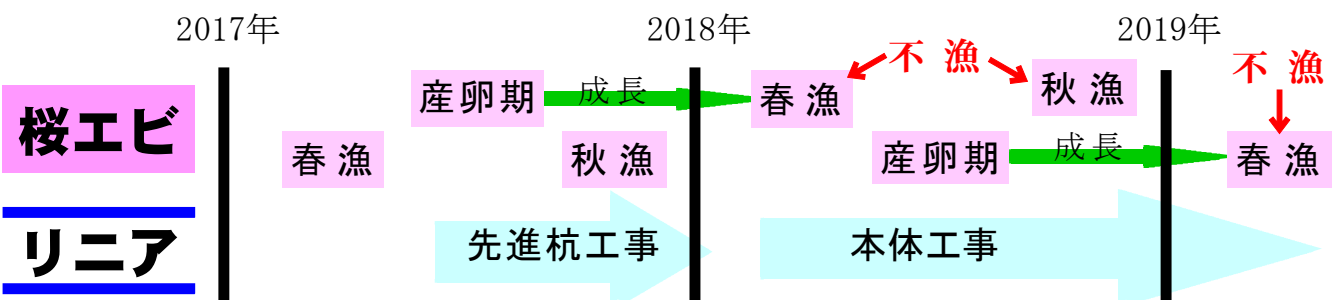 2017年
2018年
2019年
不漁
不漁
桜エビ
産卵期
成長
春漁
秋漁
春漁
秋漁
産卵期
成長
春漁
リニア
先進杭工事
本体工事